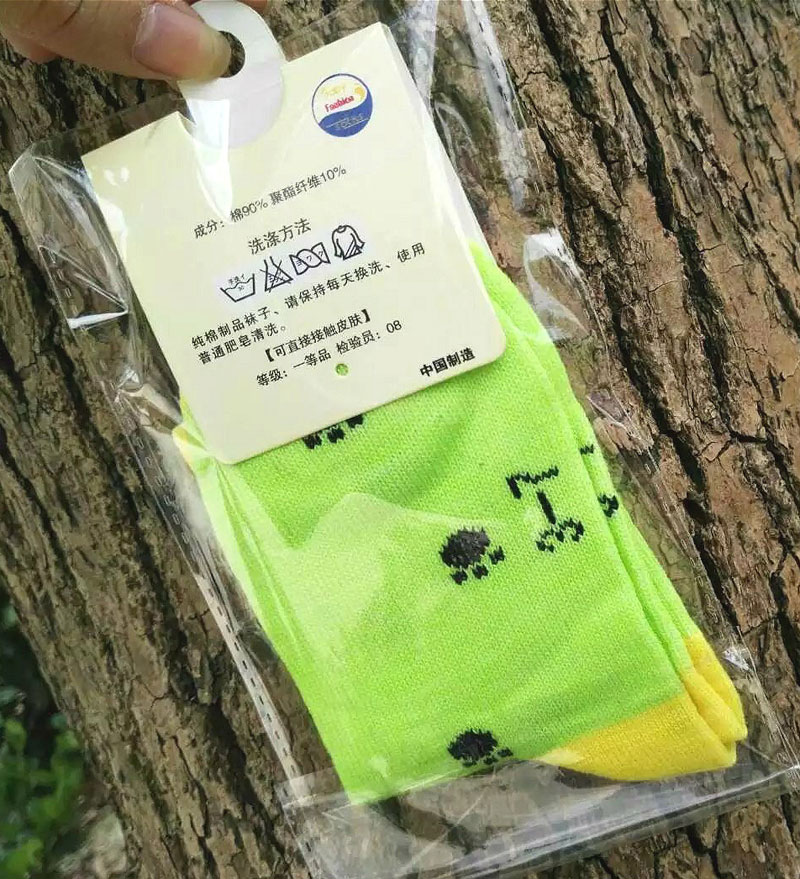 Fashion
成分：棉90% 聚酯纤维10%
洗涤方法
纯棉制品袜子、请保持每天换洗、使用
普通肥皂清洗。
【可直接接触皮肤】
等级：一等品 检验员：08
中国制造